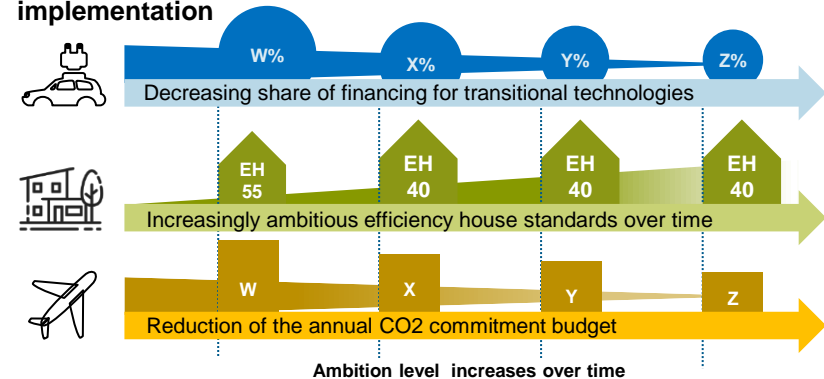 implementation
W%
X%
Y%
Z%
Decreasing share of financing for transitional technologies
EH
55
EH
40
EH
40
EH
40
Increasingly ambitious efficiency house standards over time
W
X
Y
Z
Reduction of the annual CO2 commitment budget
Ambition level increases over time